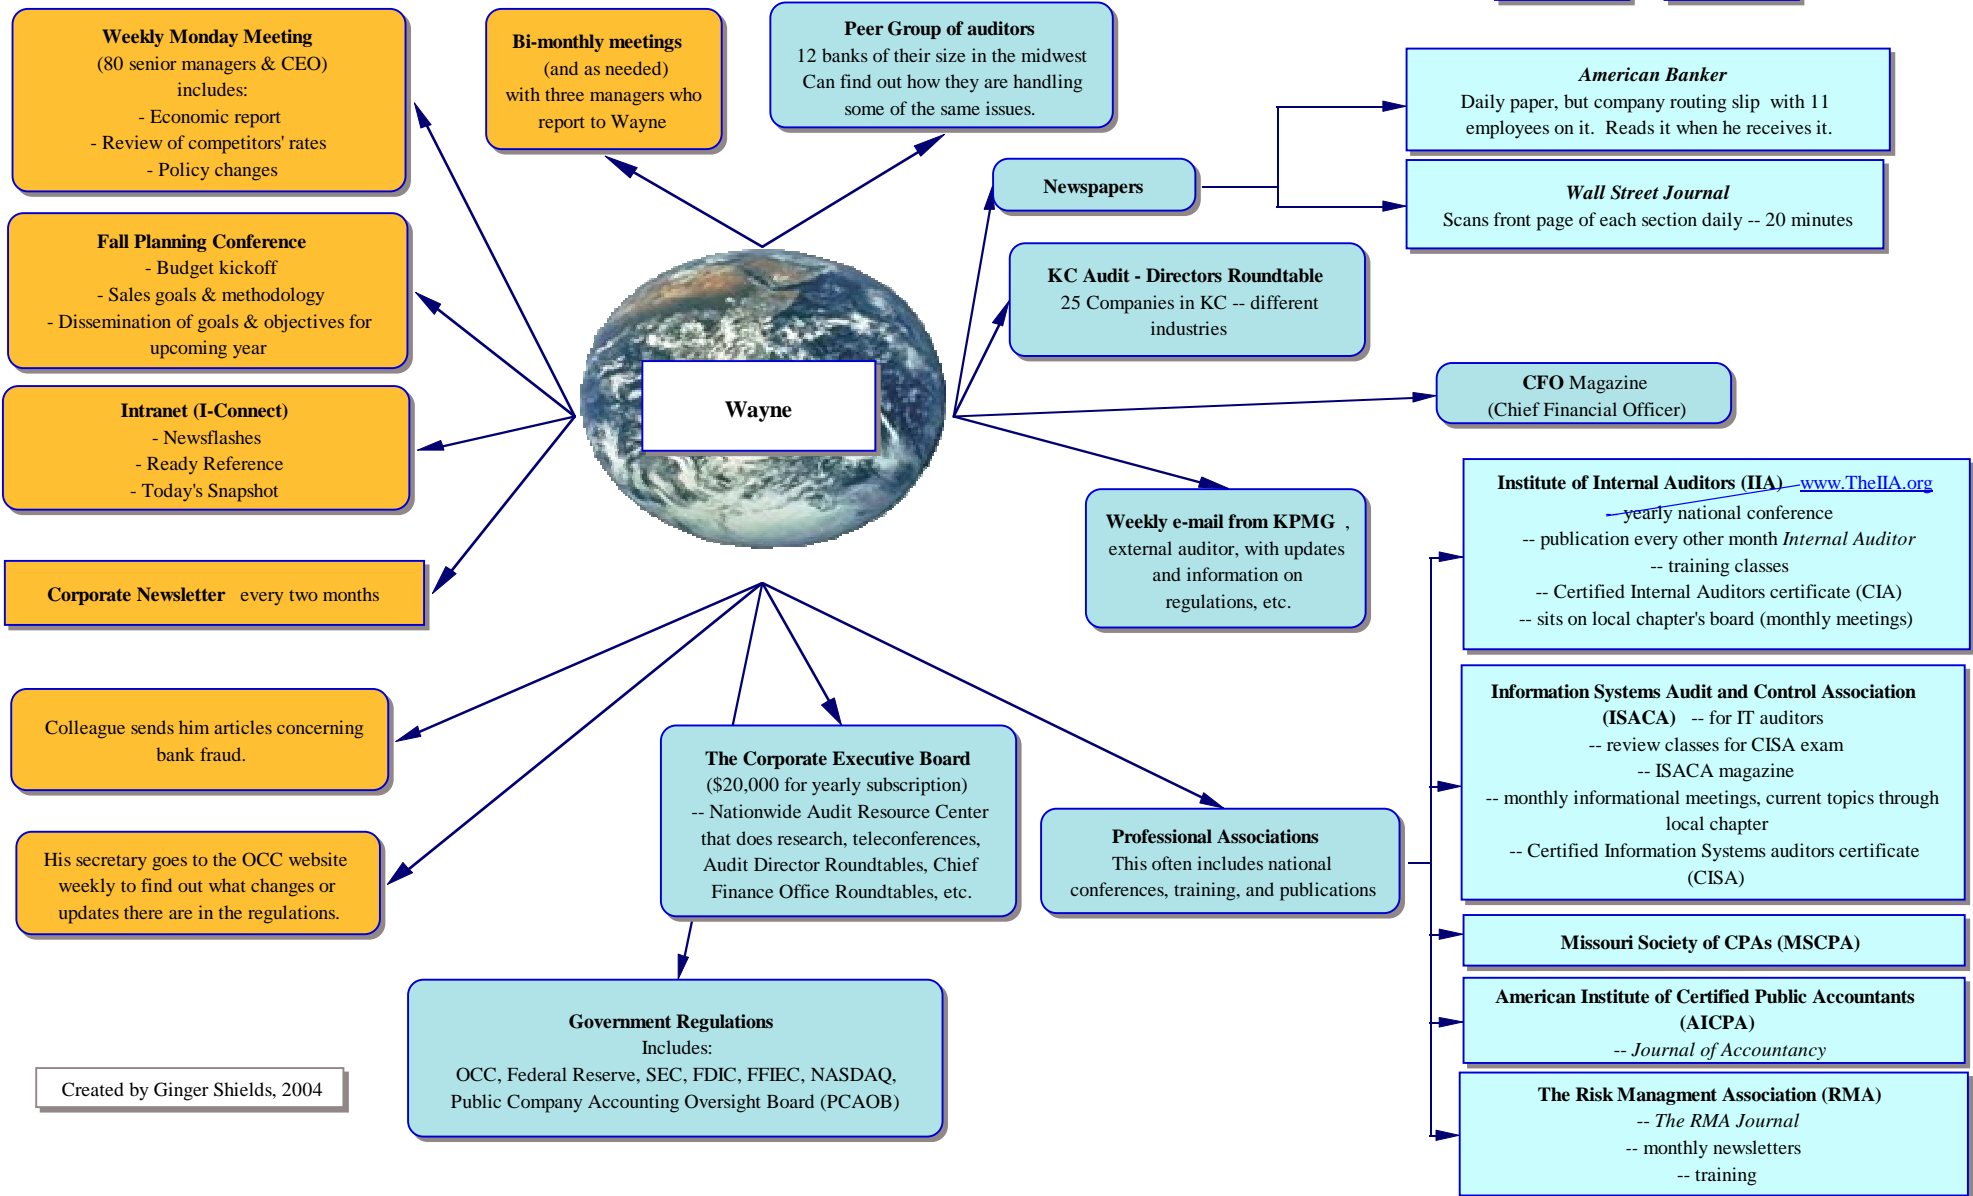 Weekly Monday Meeting
(80 senior managers & CEO)
includes:
- Economic report
- Review of competitors' rates
- Policy changes
Bi-monthly meetings
(and as needed)
with three managers who
report to Wayne
Peer Group of auditors
12 banks of their size in the midwest
Can find out how they are handling
some of the same issues.
American Banker
Daily paper, but company routing slip with 11
employees on it. Reads it when he receives it.
Newspapers
Wall Street Journal
Scans front page of each section daily -- 20 minutes
Fall Planning Conference
- Budget kickoff
- Sales goals & methodology
- Dissemination of goals & objectives for
upcoming year
KC Audit - Directors Roundtable
25 Companies in KC -- different
industries
Wayne
CFO Magazine
(Chief Financial Officer)
Intranet (I-Connect)
- Newsflashes
- Ready Reference
- Today's Snapshot
Weekly e-mail from KPMG ,
external auditor, with updates
and information on
regulations, etc.
Institute of Internal Auditors (IIA) www.TheIIA.org
-- yearly national conference
-- publication every other month Internal Auditor
-- training classes
-- Certified Internal Auditors certificate (CIA)
-- sits on local chapter's board (monthly meetings)
Corporate Newsletter every two months
Colleague sends him articles concerning
bank fraud.
The Corporate Executive Board
($20,000 for yearly subscription)
-- Nationwide Audit Resource Center
that does research, teleconferences,
Audit Director Roundtables, Chief
Finance Office Roundtables, etc.
Information Systems Audit and Control Association
(ISACA) -- for IT auditors
-- review classes for CISA exam
-- ISACA magazine
-- monthly informational meetings, current topics through
local chapter
-- Certified Information Systems auditors certificate
(CISA)
Professional Associations
This often includes national
conferences, training, and publications
His secretary goes to the OCC website
weekly to find out what changes or
updates there are in the regulations.
Missouri Society of CPAs (MSCPA)
American Institute of Certified Public Accountants
(AICPA)
-- Journal of Accountancy
Government Regulations
Includes:
OCC, Federal Reserve, SEC, FDIC, FFIEC, NASDAQ,
Public Company Accounting Oversight Board (PCAOB)
The Risk Managment Association (RMA)
-- The RMA Journal
-- monthly newsletters
-- training
Created by Ginger Shields, 2004